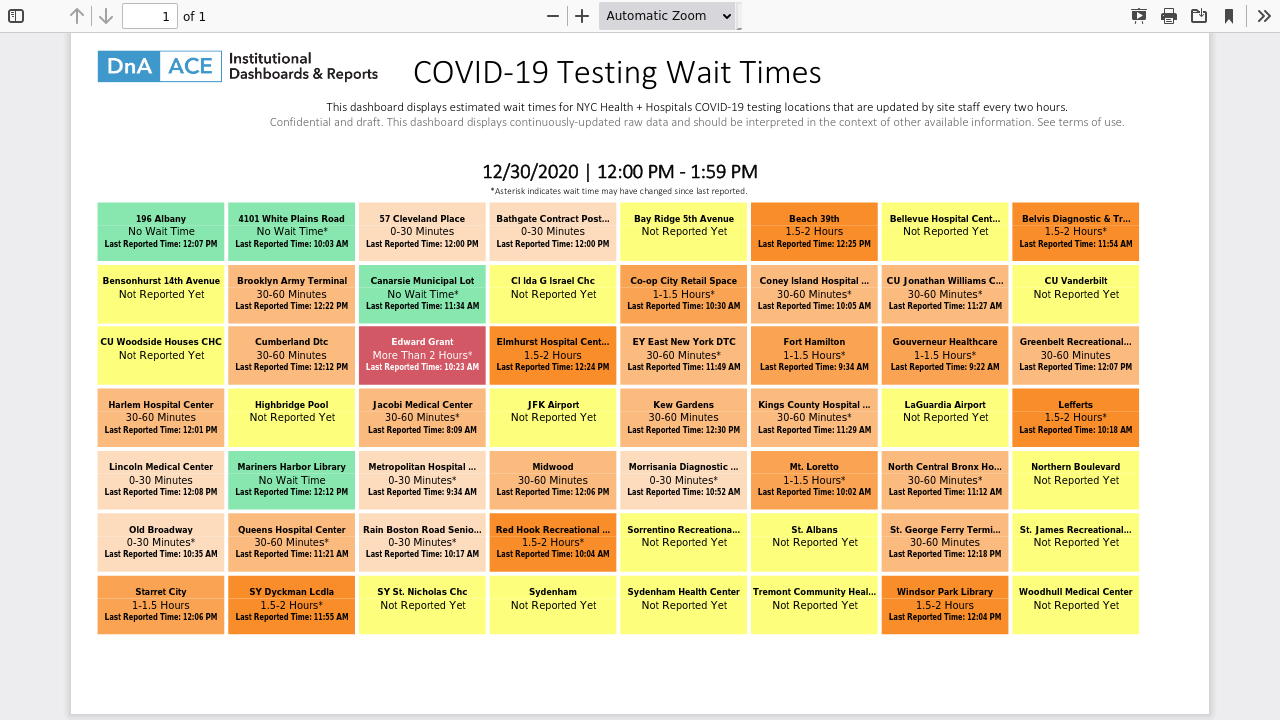 1 of 1 Automatic Zoom
DnA ACE Institutional
Dashboards & Reports
COVID-19 Testing Wait Times
This dashboard displays estimated wait times for NYC Health + Hospitals COVID-19 testing locations that are updated by site staff every two hours.
Confidential and draft. This dashboard displays continuously-updated raw data and should be interpreted in the context of other available information. See terms of use.
12/30/2020 | 12:00 PM - 1:59 PM
*Asterisk indicates wait time may have changed since last reported.
196 Albany
No Wait Time
Last Reported Time: 12:07 PM
4101 White Plains Road
No Wait Time*
Last Reported Time: 10:03 AM
57 Cleveland Place
0-30 Minutes
Last Reported Time: 12:00 PM
Bathgate Contract Post...
0-30 Minutes
Last Reported Time: 12:00 PM
Bay Ridge 5th Avenue
Not Reported Yet
Beach 39th
1.5-2 Hours
Last Reported Time: 12:25 PM
Bellevue Hospital Cent...
Not Reported Yet
Belvis Diagnostic & Tr...
1.5-2 Hours*
Last Reported Time: 11:54 AM
Bensonhurst 14th Avenue
Not Reported Yet
Brooklyn Army Terminal
30-60 Minutes
Last Reported Time: 12:22 PM
Canarsie Municipal Lot
No Wait Time*
Last Reported Time: 11:34 AM
Cl Ida G Israel Chc
Not Reported Yet
Co-op City Retail Space
1-1.5 Hours*
Last Reported Time: 10:30 AM
Coney Island Hospital ...
30-60 Minutes*
Last Reported Time: 10:05 AM
CU Jonathan Williams C...
30-60 Minutes*
Last Reported Time: 11:27 AM
CU Vanderbilt
Not Reported Yet
CU Woodside Houses CHC
Not Reported Yet
Cumberland Dtc
30-60 Minutes
Last Reported Time: 12:12 PM
Edward Grant
More Than 2 Hours*
Last Reported Time: 10:23 AM
Elmhurst Hospital Cent...
1.5-2 Hours
Last Reported Time: 12:24 PM
EY East New York DTC
30-60 Minutes*
Last Reported Time: 11:49 AM
Fort Hamilton
1-1.5 Hours*
Last Reported Time: 9:34 AM
Gouverneur Healthcare
1-1.5 Hours*
Last Reported Time: 9:22 AM
Greenbelt Recreational...
30-60 Minutes
Last Reported Time: 12:07 PM
Harlem Hospital Center
30-60 Minutes
Last Reported Time: 12:01 PM
Highbridge Pool
Not Reported Yet
Jacobi Medical Center
30-60 Minutes*
Last Reported Time: 8:09 AM
JFK Airport
Not Reported Yet
Kew Gardens
30-60 Minutes
Last Reported Time: 12:30 PM
Kings County Hospital ...
30-60 Minutes*
Last Reported Time: 11:29 AM
LaGuardia Airport
Not Reported Yet
Lefferts
1.5-2 Hours*
Last Reported Time: 10:18 AM
Lincoln Medical Center
0-30 Minutes
Last Reported Time: 12:08 PM
Mariners Harbor Library
No Wait Time
Last Reported Time: 12:12 PM
Metropolitan Hospital ...
0-30 Minutes*
Last Reported Time: 9:34 AM
Midwood
30-60 Minutes
Last Reported Time: 12:06 PM
Morrisania Diagnostic ...
0-30 Minutes*
Last Reported Time: 10:52 AM
Mt. Loretto
1-1.5 Hours*
Last Reported Time: 10:02 AM
North Central Bronx Ho...
30-60 Minutes*
Last Reported Time: 11:12 AM
Northern Boulevard
Not Reported Yet
Old Broadway
0-30 Minutes*
Last Reported Time: 10:35 AM
Queens Hospital Center
30-60 Minutes*
Last Reported Time: 11:21 AM
Rain Boston Road Senio...
0-30 Minutes*
Last Reported Time: 10:17 AM
Red Hook Recreational ...
1.5-2 Hours*
Last Reported Time: 10:04 AM
Sorrentino Recreationa...
Not Reported Yet
St. Albans
Not Reported Yet
St. George Ferry Termi...
30-60 Minutes
Last Reported Time: 12:18 PM
St. James Recreational...
Not Reported Yet
Starret City
1-1.5 Hours
Last Reported Time: 12:06 PM
SY Dyckman Lcdla
1.5-2 Hours*
Last Reported Time: 11:55 AM
SY St. Nicholas Chc
Not Reported Yet
Sydenham
Not Reported Yet
Sydenham Health Center
Not Reported Yet
Tremont Community Heal...
Not Reported Yet
Windsor Park Library
1.5-2 Hours
Last Reported Time: 12:04 PM
Woodhull Medical Center
Not Reported Yet